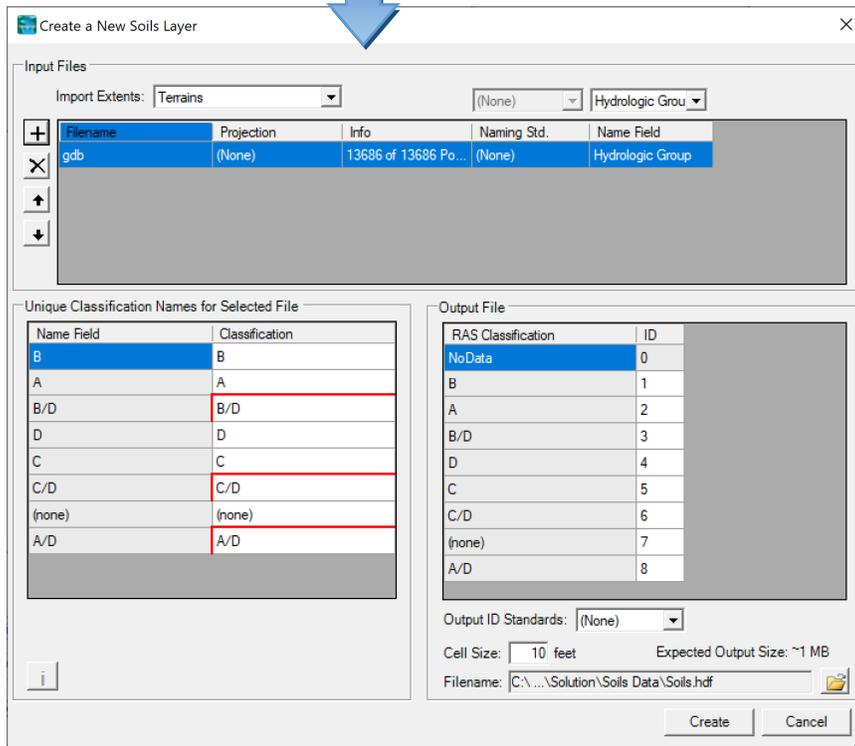 Create a New Soils Layer
Input Files
Import Extents: Terrains (None) Hydrologic Grou
Filename Projection Info Naming Std. Name Field
gdb (None) 13686 of 13686 Po... (None) Hydrologic Group
Unique Classification Names for Selected File
Name Field Classification
B B
A A
B/D B/D
D D
C C
C/D C/D
(none) (none)
A/D A/D
i
Output File
RAS Classification ID
NoData 0
B 1
A 2
B/D 3
D 4
C 5
C/D 6
(none) 7
A/D 8
Output ID Standards: (None)
Cell Size: 10 feet Expected Output Size: ~1 MB
Filename: C:\ ...\Solution\Soils Data\Soils.hdf
Create Cancel